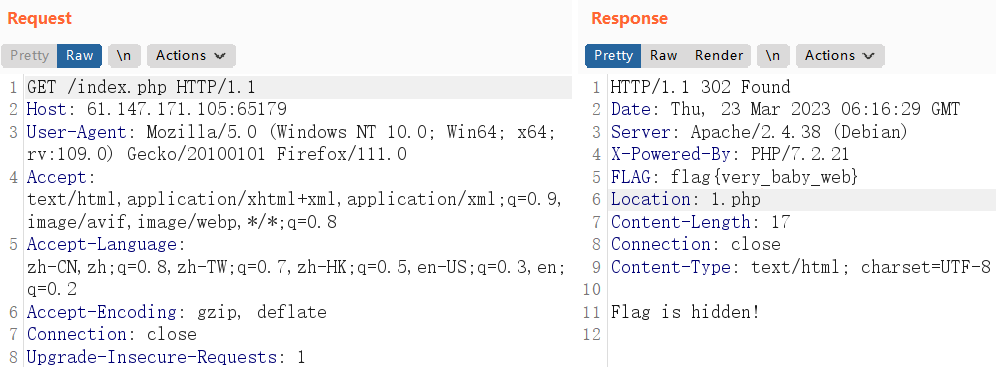 Request
Pretty Raw \n Actions
1 GET /index.php HTTP/1.1
2 Host: 61.147.171.105:65179
3 User-Agent: Mozilla/5.0 (Windows NT 10.0; Win64; x64;
rv:109.0) Gecko/20100101 Firefox/111.0
4 Accept:
text/html,application/xhtml+xml,application/xml;q=0.9,
image/avif,image/webp,*/*;q=0.8
5 Accept-Language:
zh-CN,zh;q=0.8,zh-TW;q=0.7,zh-HK;q=0.5,en-US;q=0.3,en;
q=0.2
6 Accept-Encoding: gzip, deflate
7 Connection: close
8 Upgrade-Insecure-Requests: 1
Response
Pretty Raw Render \n Actions
1 HTTP/1.1 302 Found
2 Date: Thu, 23 Mar 2023 06:16:29 GMT
3 Server: Apache/2.4.38 (Debian)
4 X-Powered-By: PHP/7.2.21
5 FLAG: flag{very_baby_web}
6 Location: 1.php
7 Content-Length: 17
8 Connection: close
9 Content-Type: text/html; charset=UTF-8
10
11 Flag is hidden!
12